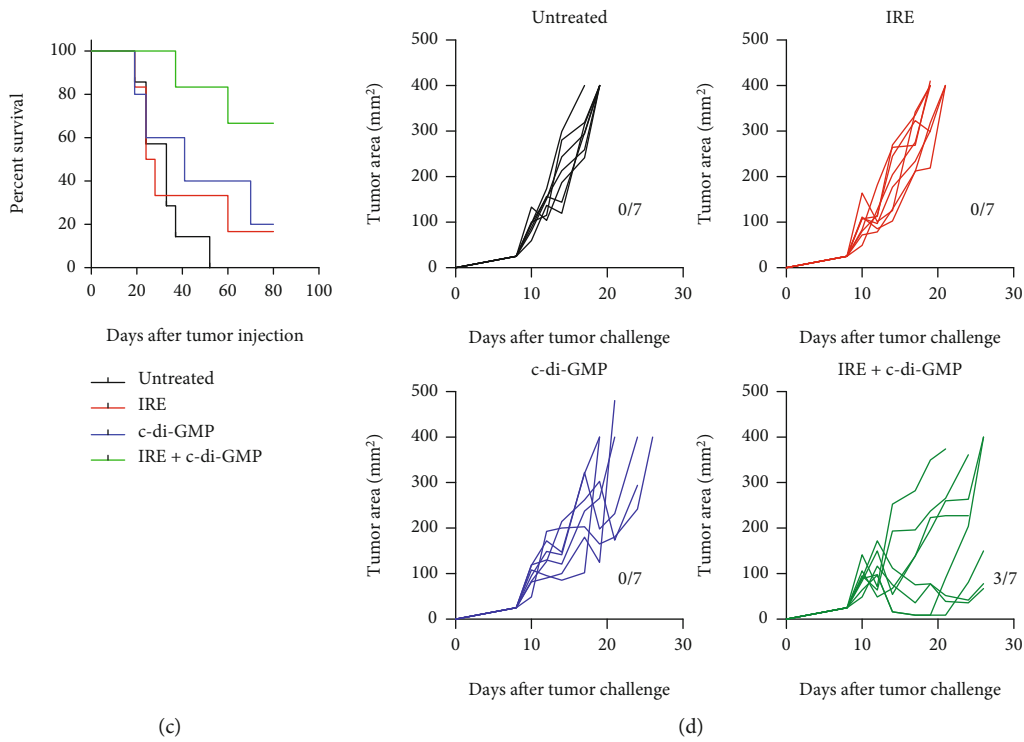 Percent survival
100
80
60
40
20
0
0 20 40 60 80 100
Days after tumor injection
Untreated
IRE
c-di-GMP
IRE + c-di-GMP
(c)
Untreated
Tumor area (mm²)
500
400
300
200
100
0
0/7
0 10 20 30
Days after tumor challenge
IRE
Tumor area (mm²)
500
400
300
200
100
0
0/7
0 10 20 30
Days after tumor challenge
c-di-GMP
Tumor area (mm²)
500
400
300
200
100
0
0/7
0 10 20 30
Days after tumor challenge
IRE + c-di-GMP
Tumor area (mm²)
500
400
300
200
100
0
3/7
0 10 20 30
Days after tumor challenge
(d)